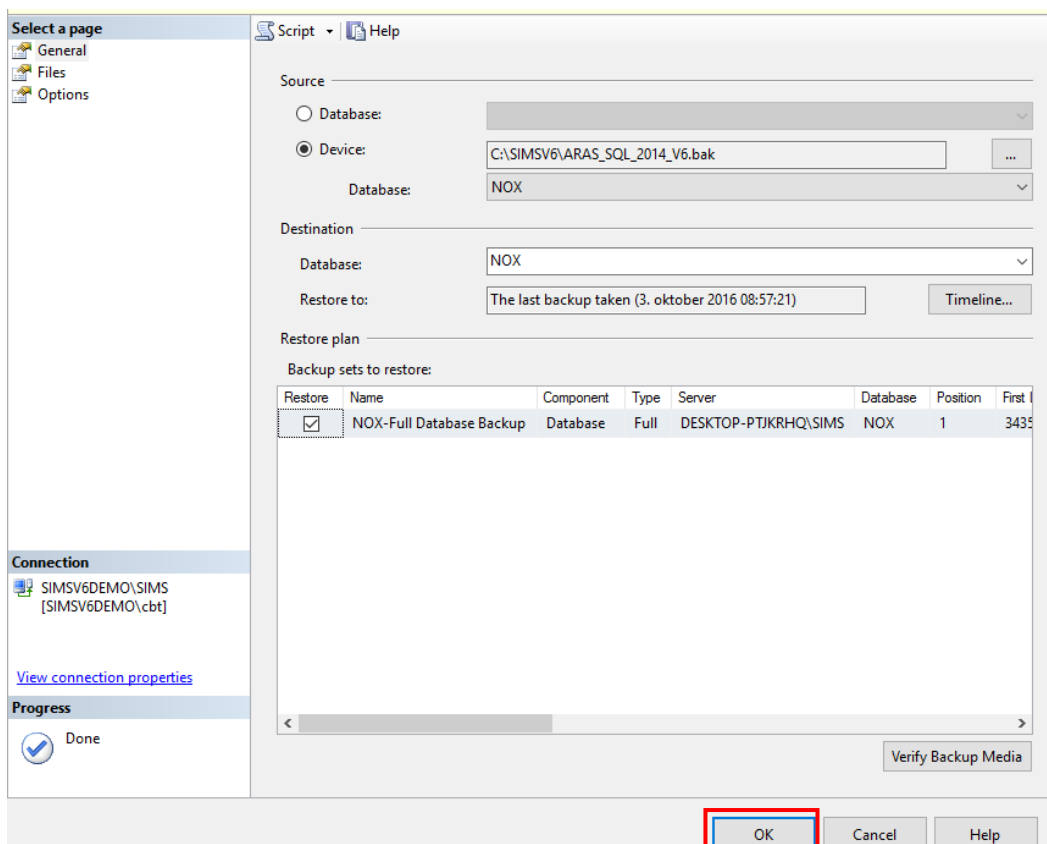 Select a page
General
Files
Options
Script
Help
Source
Database:
Device:
C:\SIMSV6\ARAS_SQL_2014_V6.bak
...
Database:
NOX
Destination
Database:
NOX
Restore to:
The last backup taken (3. oktober 2016 08:57:21)
Timeline...
Restore plan
Backup sets to restore:
Restore Name Component Type Server Database Position First
NOX-Full Database Backup Database Full DESKTOP-PTJKRHQ\SIMS NOX 1 3435
Connection
SIMSV6DEMO\SIMS
[SIMSV6DEMO\cbt]
View connection properties
Progress
Done
Verify Backup Media
OK Cancel Help